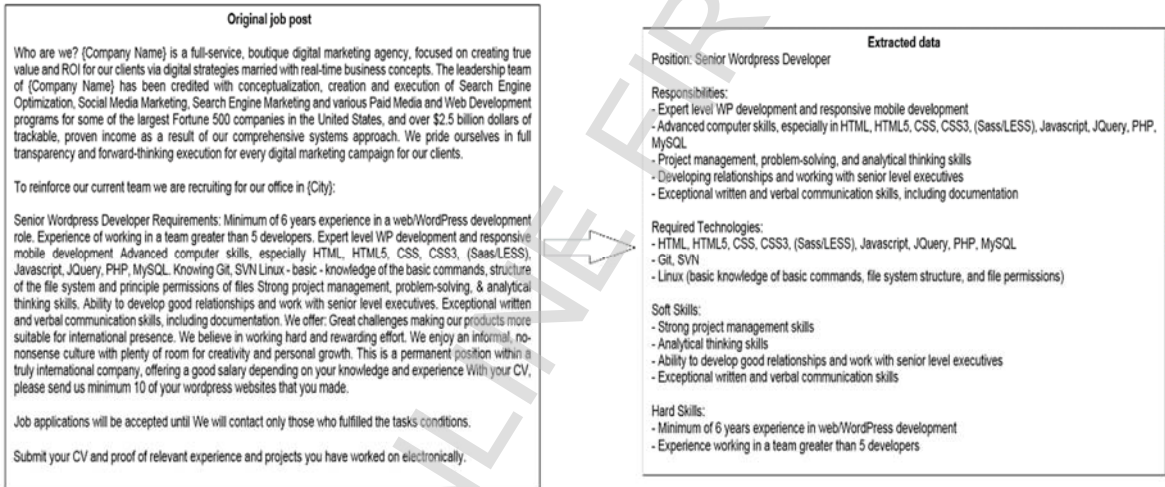 Original job post
Who are we? {Company Name} is a full-service, boutique digital marketing agency, focused on creating true
value and ROI for our clients via digital strategies married with real-time business concepts. The leadership team
of {Company Name} has been credited with conceptualization, creation and execution of Search Engine
Optimization, Social Media Marketing, Search Engine Marketing and various Paid Media and Web Development
programs for some of the largest Fortune 500 companies in the United States, and over $2.5 billion dollars of
trackable, proven income as a result of our comprehensive systems approach. We pride ourselves in full
transparency and forward-thinking execution for every digital marketing campaign for our clients.
To reinforce our current team we are recruiting for our office in {City}:
Senior Wordpress Developer Requirements: Minimum of 6 years experience in a web/WordPress development
role. Experience of working in a team greater than 5 developers. Expert level WP development and responsive
mobile development Advanced computer skills, especially HTML, HTML5, CSS, CSS3, (Saas/LESS),
Javascript, JQuery, PHP, MySQL. Knowing Git, SVN Linux - basic - knowledge of the basic commands, structure
of the file system and principle permissions of files Strong project management, problem-solving, & analytical
thinking skills. Ability to develop good relationships and work with senior level executives. Exceptional written
and verbal communication skills, including documentation. We offer: Great challenges making our products more
suitable for international presence. We believe in working hard and rewarding effort. We enjoy an informal, no-
nonsense culture with plenty of room for creativity and personal growth. This is a permanent position within a
truly international company, offering a good salary depending on your knowledge and experience With your CV,
please send us minimum 10 of your wordpress websites that you made.
Job applications will be accepted until We will contact only those who fulfilled the tasks conditions.
Submit your CV and proof of relevant experience and projects you have worked on electronically.
Extracted data
Position: Senior Wordpress Developer
Responsibilities:
- Expert level WP development and responsive mobile development
- Advanced computer skills, especially in HTML, HTML5, CSS, CSS3, (Sass/LESS), Javascript, JQuery, PHP,
MySQL
- Project management, problem-solving, and analytical thinking skills
- Developing relationships and working with senior level executives
- Exceptional written and verbal communication skills, including documentation
Required Technologies:
- HTML, HTML5, CSS, CSS3, (Sass/LESS), Javascript, JQuery, PHP, MySQL
- Git, SVN
- Linux (basic knowledge of basic commands, file system structure, and file permissions)
Soft Skills:
- Strong project management skills
- Analytical thinking skills
- Ability to develop good relationships and work with senior level executives
- Exceptional written and verbal communication skills
Hard Skills:
- Minimum of 6 years experience in web/WordPress development
- Experience working in a team greater than 5 developers